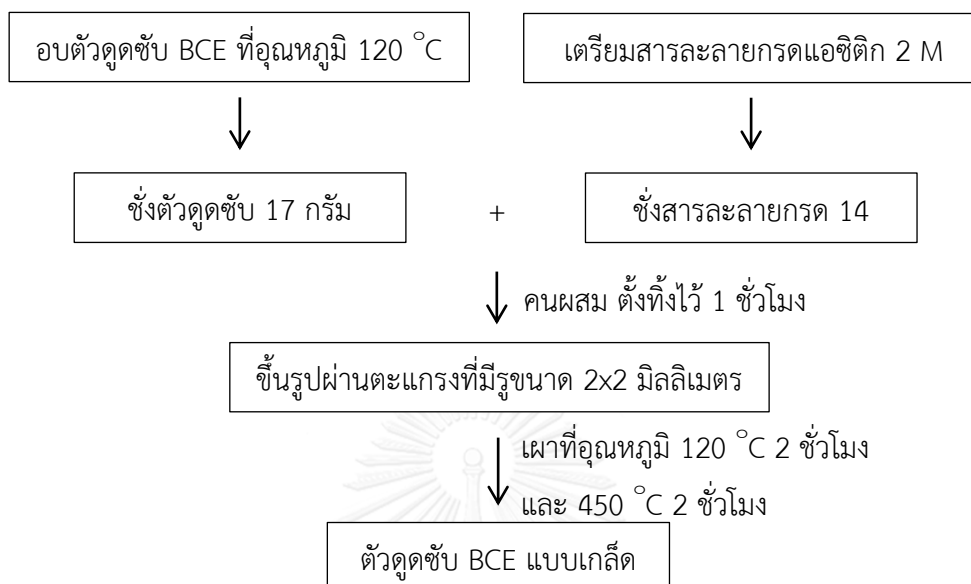 อบตัวดูดซับ BCE ที่อุณหภูมิ 120 °C
เตรียมสารละลายกรดแอซิติก 2 M
ชั่งตัวดูดซับ 17 กรัม
+
ชั่งสารละลายกรด 14
คนผสม ตั้งทิ้งไว้ 1 ชั่วโมง
ขึ้นรูปผ่านตะแกรงที่มีรูขนาด 2x2 มิลลิเมตร
เผาที่อุณหภูมิ 120 °C 2 ชั่วโมง
และ 450 °C 2 ชั่วโมง
ตัวดูดซับ BCE แบบเกล็ด